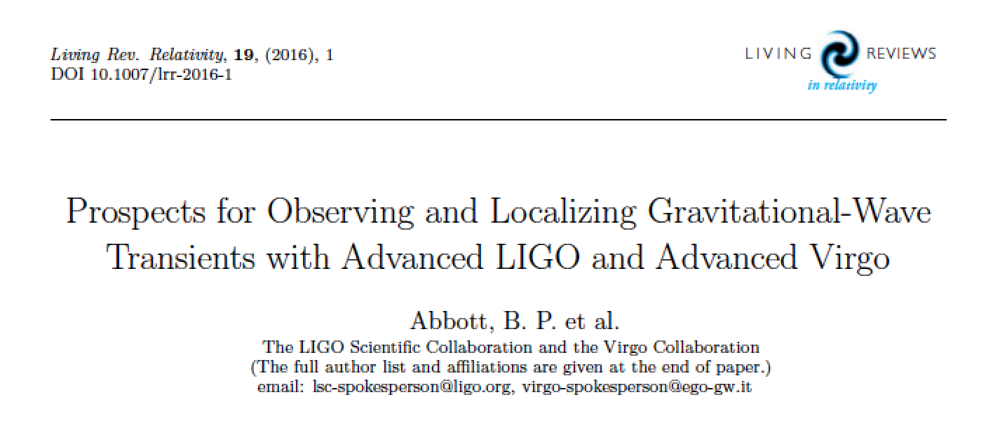 Living Rev. Relativity, 19, (2016), 1
DOI 10.1007/lrr-2016-1
LIVING REVIEWS
in relativity
Prospects for Observing and Localizing Gravitational-Wave
Transients with Advanced LIGO and Advanced Virgo
Abbott, B. P. et al.
The LIGO Scientific Collaboration and the Virgo Collaboration
(The full author list and affiliations are given at the end of paper.)
email: lsc-spokesperson@ligo.org, virgo-spokesperson@ego-gw.it